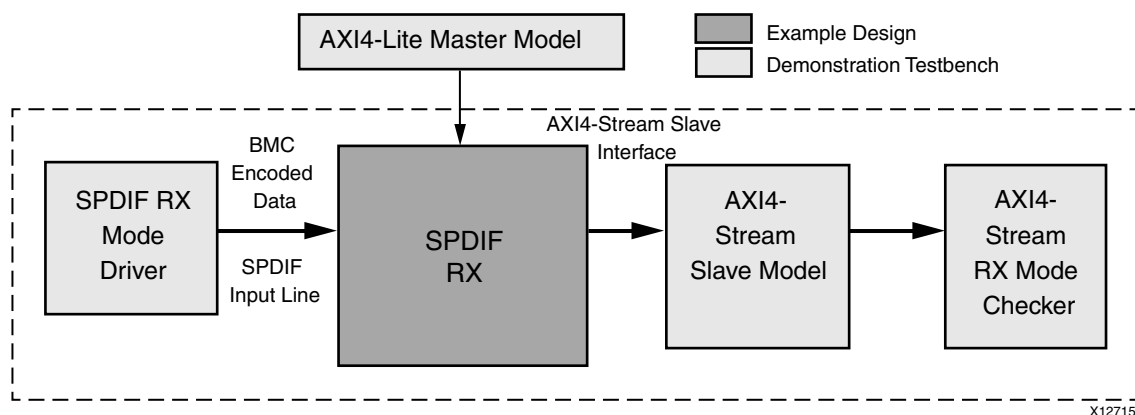 AXI4-Lite Master Model
Example Design
Demonstration Testbench
SPDIF RX
Mode
Driver
BMC
Encoded
Data
SPDIF
Input Line
SPDIF
RX
AXI4-Stream Slave
Interface
AXI4-
Stream
Slave Model
AXI4-
Stream
RX Mode
Checker
X12715